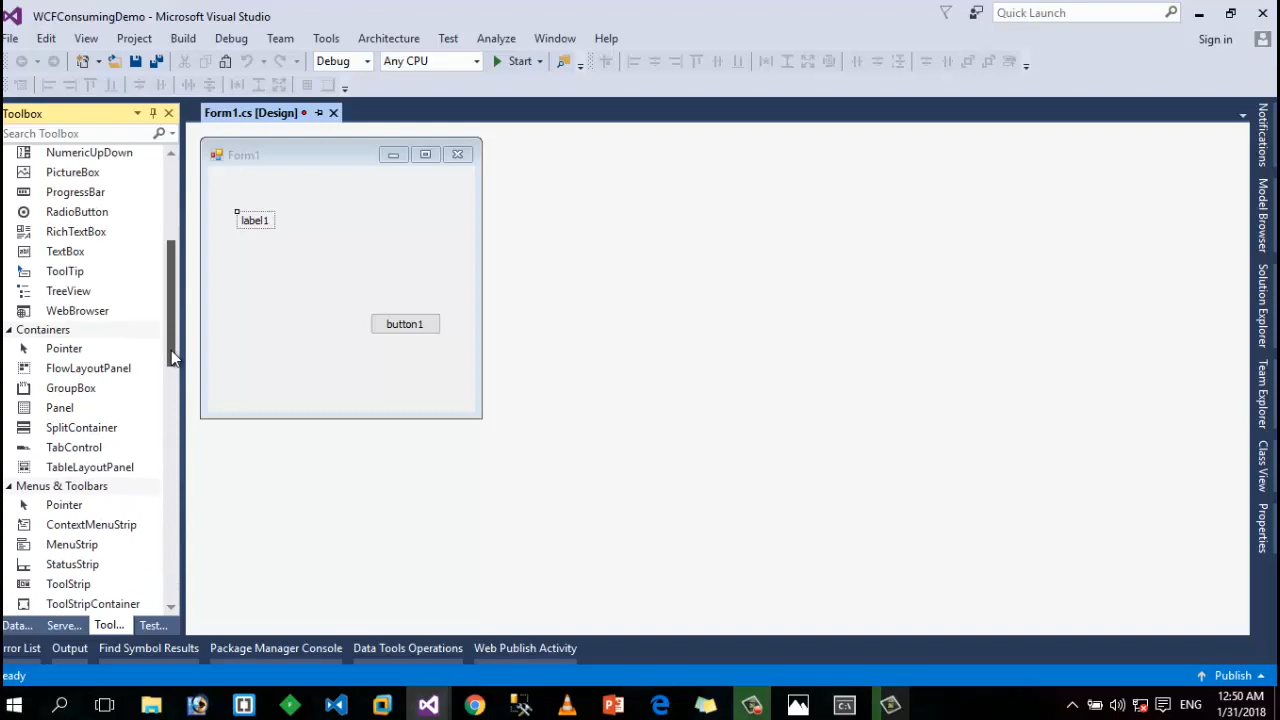 WCFConsumingDemo - Microsoft Visual Studio
Quick Launch
File Edit View Project Build Debug Team Tools Architecture Test Analyze Window Help
Sign in
Debug Any CPU Start
Toolbox
Form1.cs [Design]
Search Toolbox
NumericUpDown
PictureBox
ProgressBar
RadioButton
RichTextBox
TextBox
ToolTip
TreeView
WebBrowser
Containers
Pointer
FlowLayoutPanel
GroupBox
Panel
SplitContainer
TabControl
TableLayoutPanel
Menus & Toolbars
Pointer
ContextMenuStrip
MenuStrip
StatusStrip
ToolStrip
ToolStripContainer
Form1
label1
button1
Notifications
Model Browser
Solution Explorer
Team Explorer
Class View
Properties
Data... Serve... Tool... Test...
rror List Output Find Symbol Results Package Manager Console Data Tools Operations Web Publish Activity
eady
Publish
ENG
12:50 AM
1/31/2018